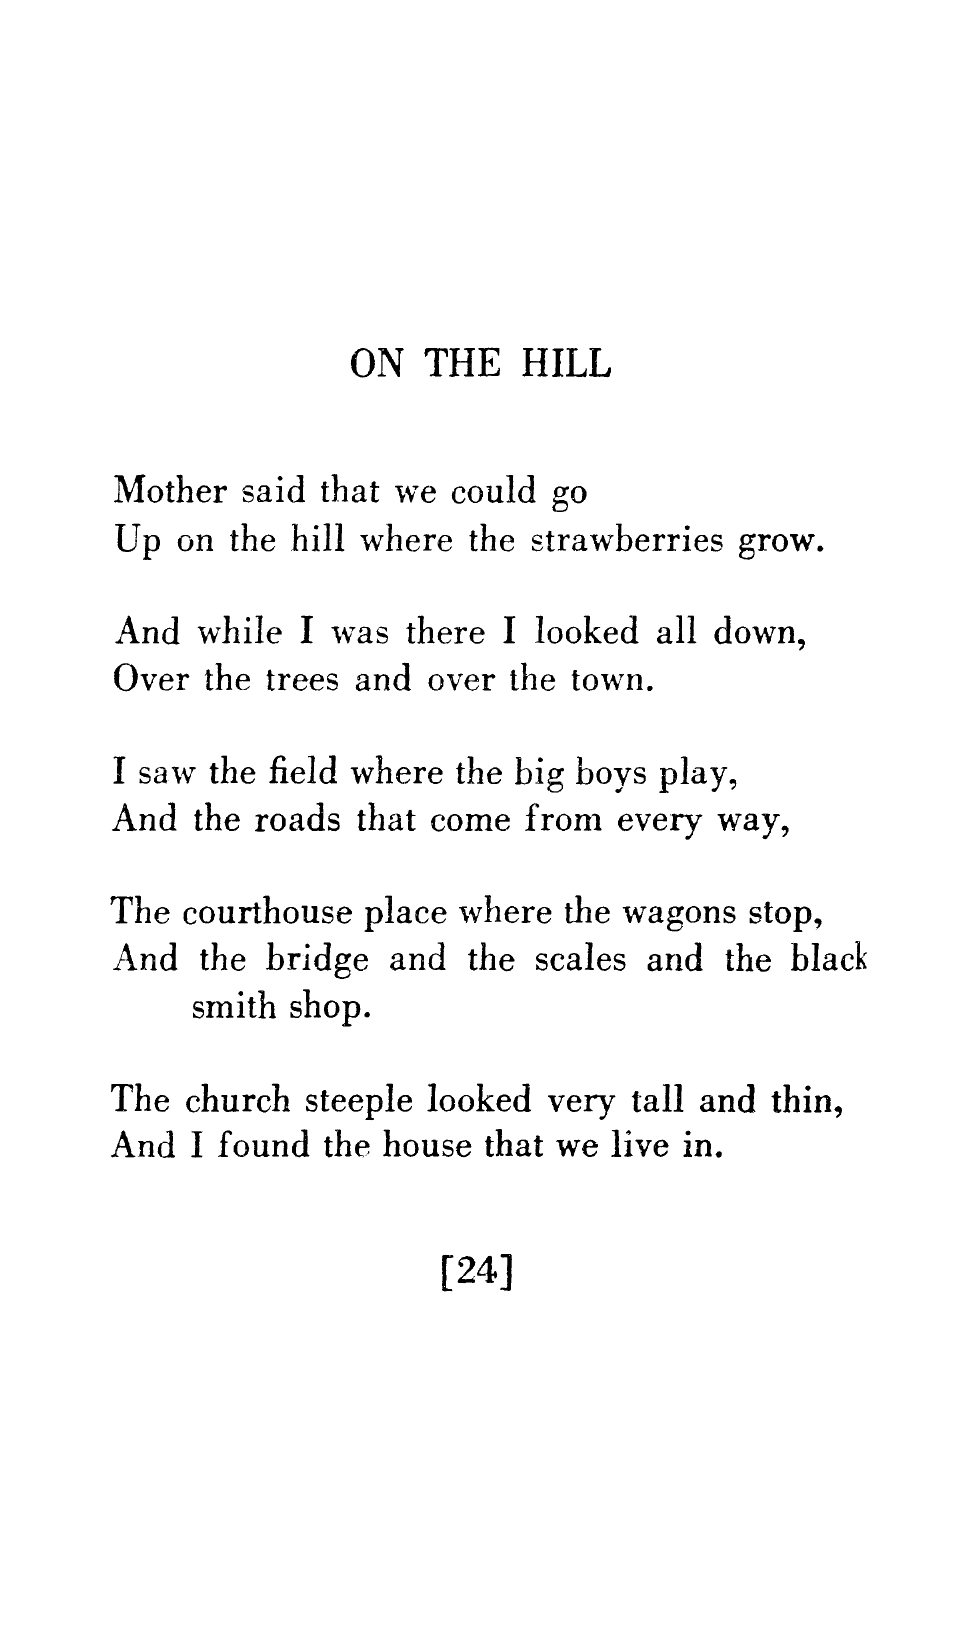 ON THE HILL
Mother said that we could go
Up on the hill where the strawberries grow.
And while I was there I looked all down,
Over the trees and over the town.
I saw the field where the big boys play,
And the roads that come from every way,
The courthouse place where the wagons stop,
And the bridge and the scales and the black
smith shop.
The church steeple looked very tall and thin,
And I found the house that we live in.
[24]